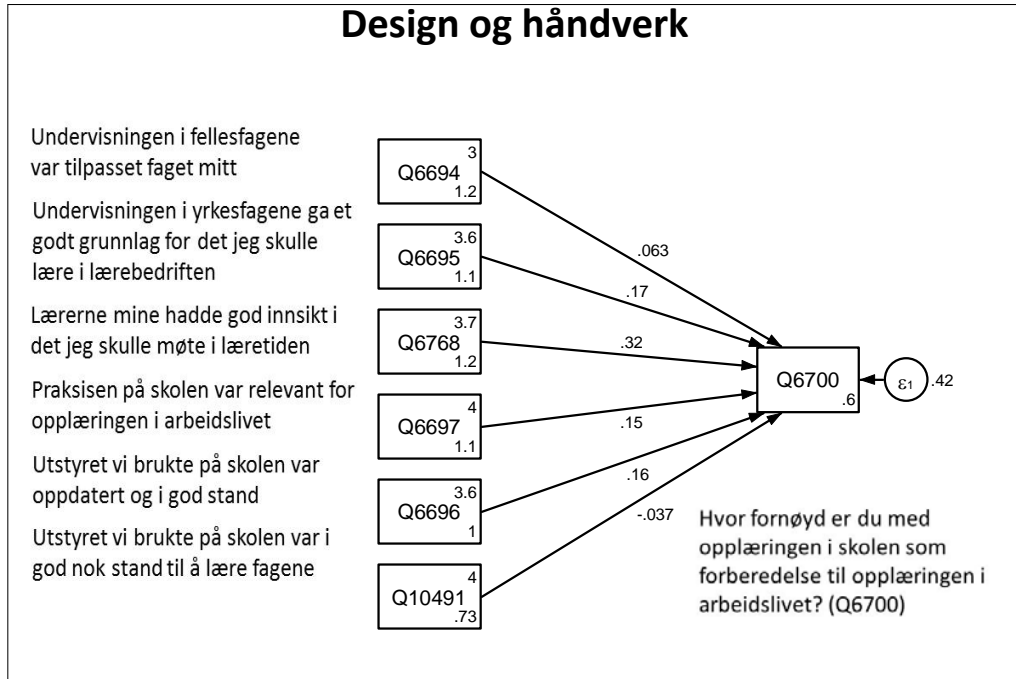 Design og håndverk
Undervisningen i fellesfagene
var tilpasset faget mitt
Undervisningen i yrkesfagene ga et
godt grunnlag for det jeg skulle
lære i lærebedriften
Lærerne mine hadde god innsikt i
det jeg skulle møte i læretiden
Praksisen på skolen var relevant for
opplæringen i arbeidslivet
Utstyret vi brukte på skolen var
oppdatert og i god stand
Utstyret vi brukte på skolen var i
god nok stand til å lære fagene
3
Q6694
1.2
3.6
Q6695
1.1
3.7
Q6768
1.2
4
Q6697
1.1
3.6
Q6696
1
4
Q10491
.73
.063
.17
.32
.15
.16
-.037
Q6700
.6
ε1
.42
Hvor fornøyd er du med
opplæringen i skolen som
forberedelse til opplæringen i
arbeidslivet? (Q6700)